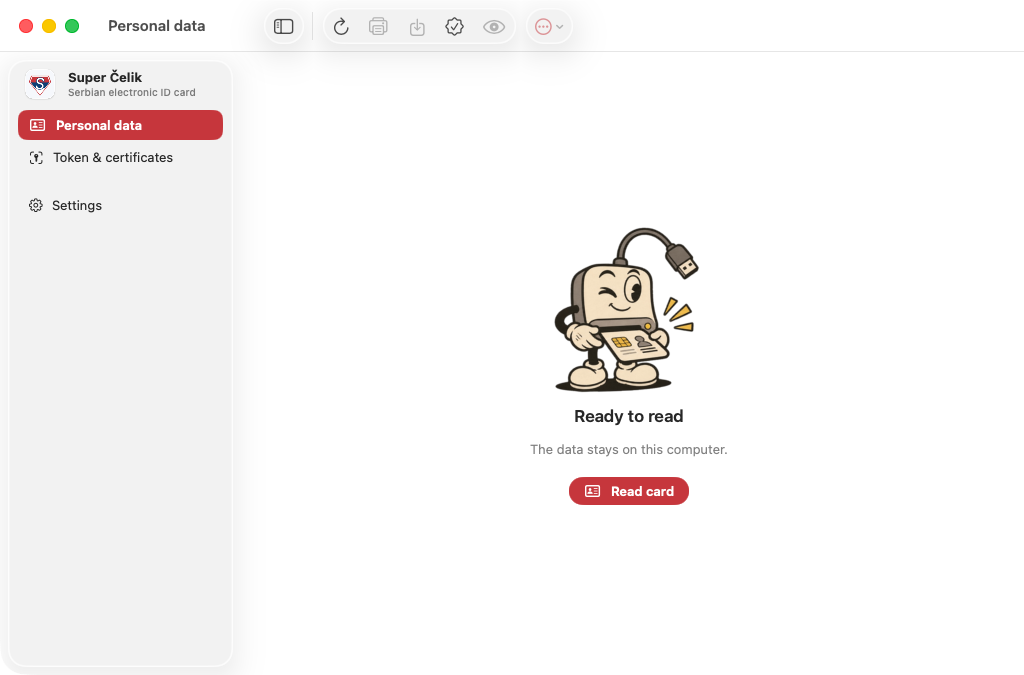 Personal data
Super Čelik
Serbian electronic ID card
Personal data
Token & certificates
Settings
Ready to read
The data stays on this computer.
Read card